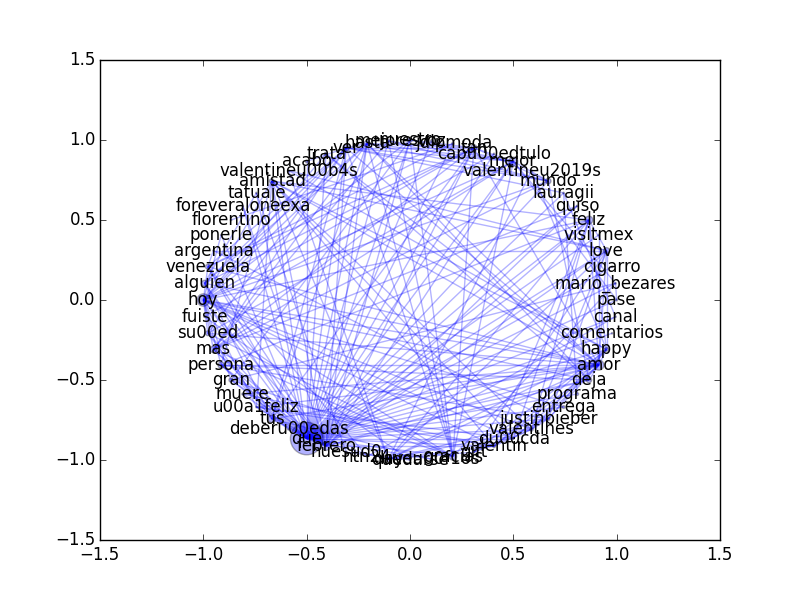 1.5
1.0
0.5
0.0
−0.5
−1.0
−1.5
−1.5
−1.0
−0.5
0.0
0.5
1.0
1.5
trata
acabo
valentineu00b4s
amistad
tatuaje
foreveraloneexa
florentino
ponerle
argentina
venezuela
alguien
hoy
fuiste
su00ed
mas
persona
gran
muere
u00a1feliz
tus
deberu00edas
que
febrero
capu00edtulo
mejor
valentineu2019s
mundo
lauragii
quiso
feliz
visitmex
love
cigarro
mario_bezares
pase
canal
comentarios
happy
amor
deja
programa
entrega
justinbieber
valentines
du00cda
valentin